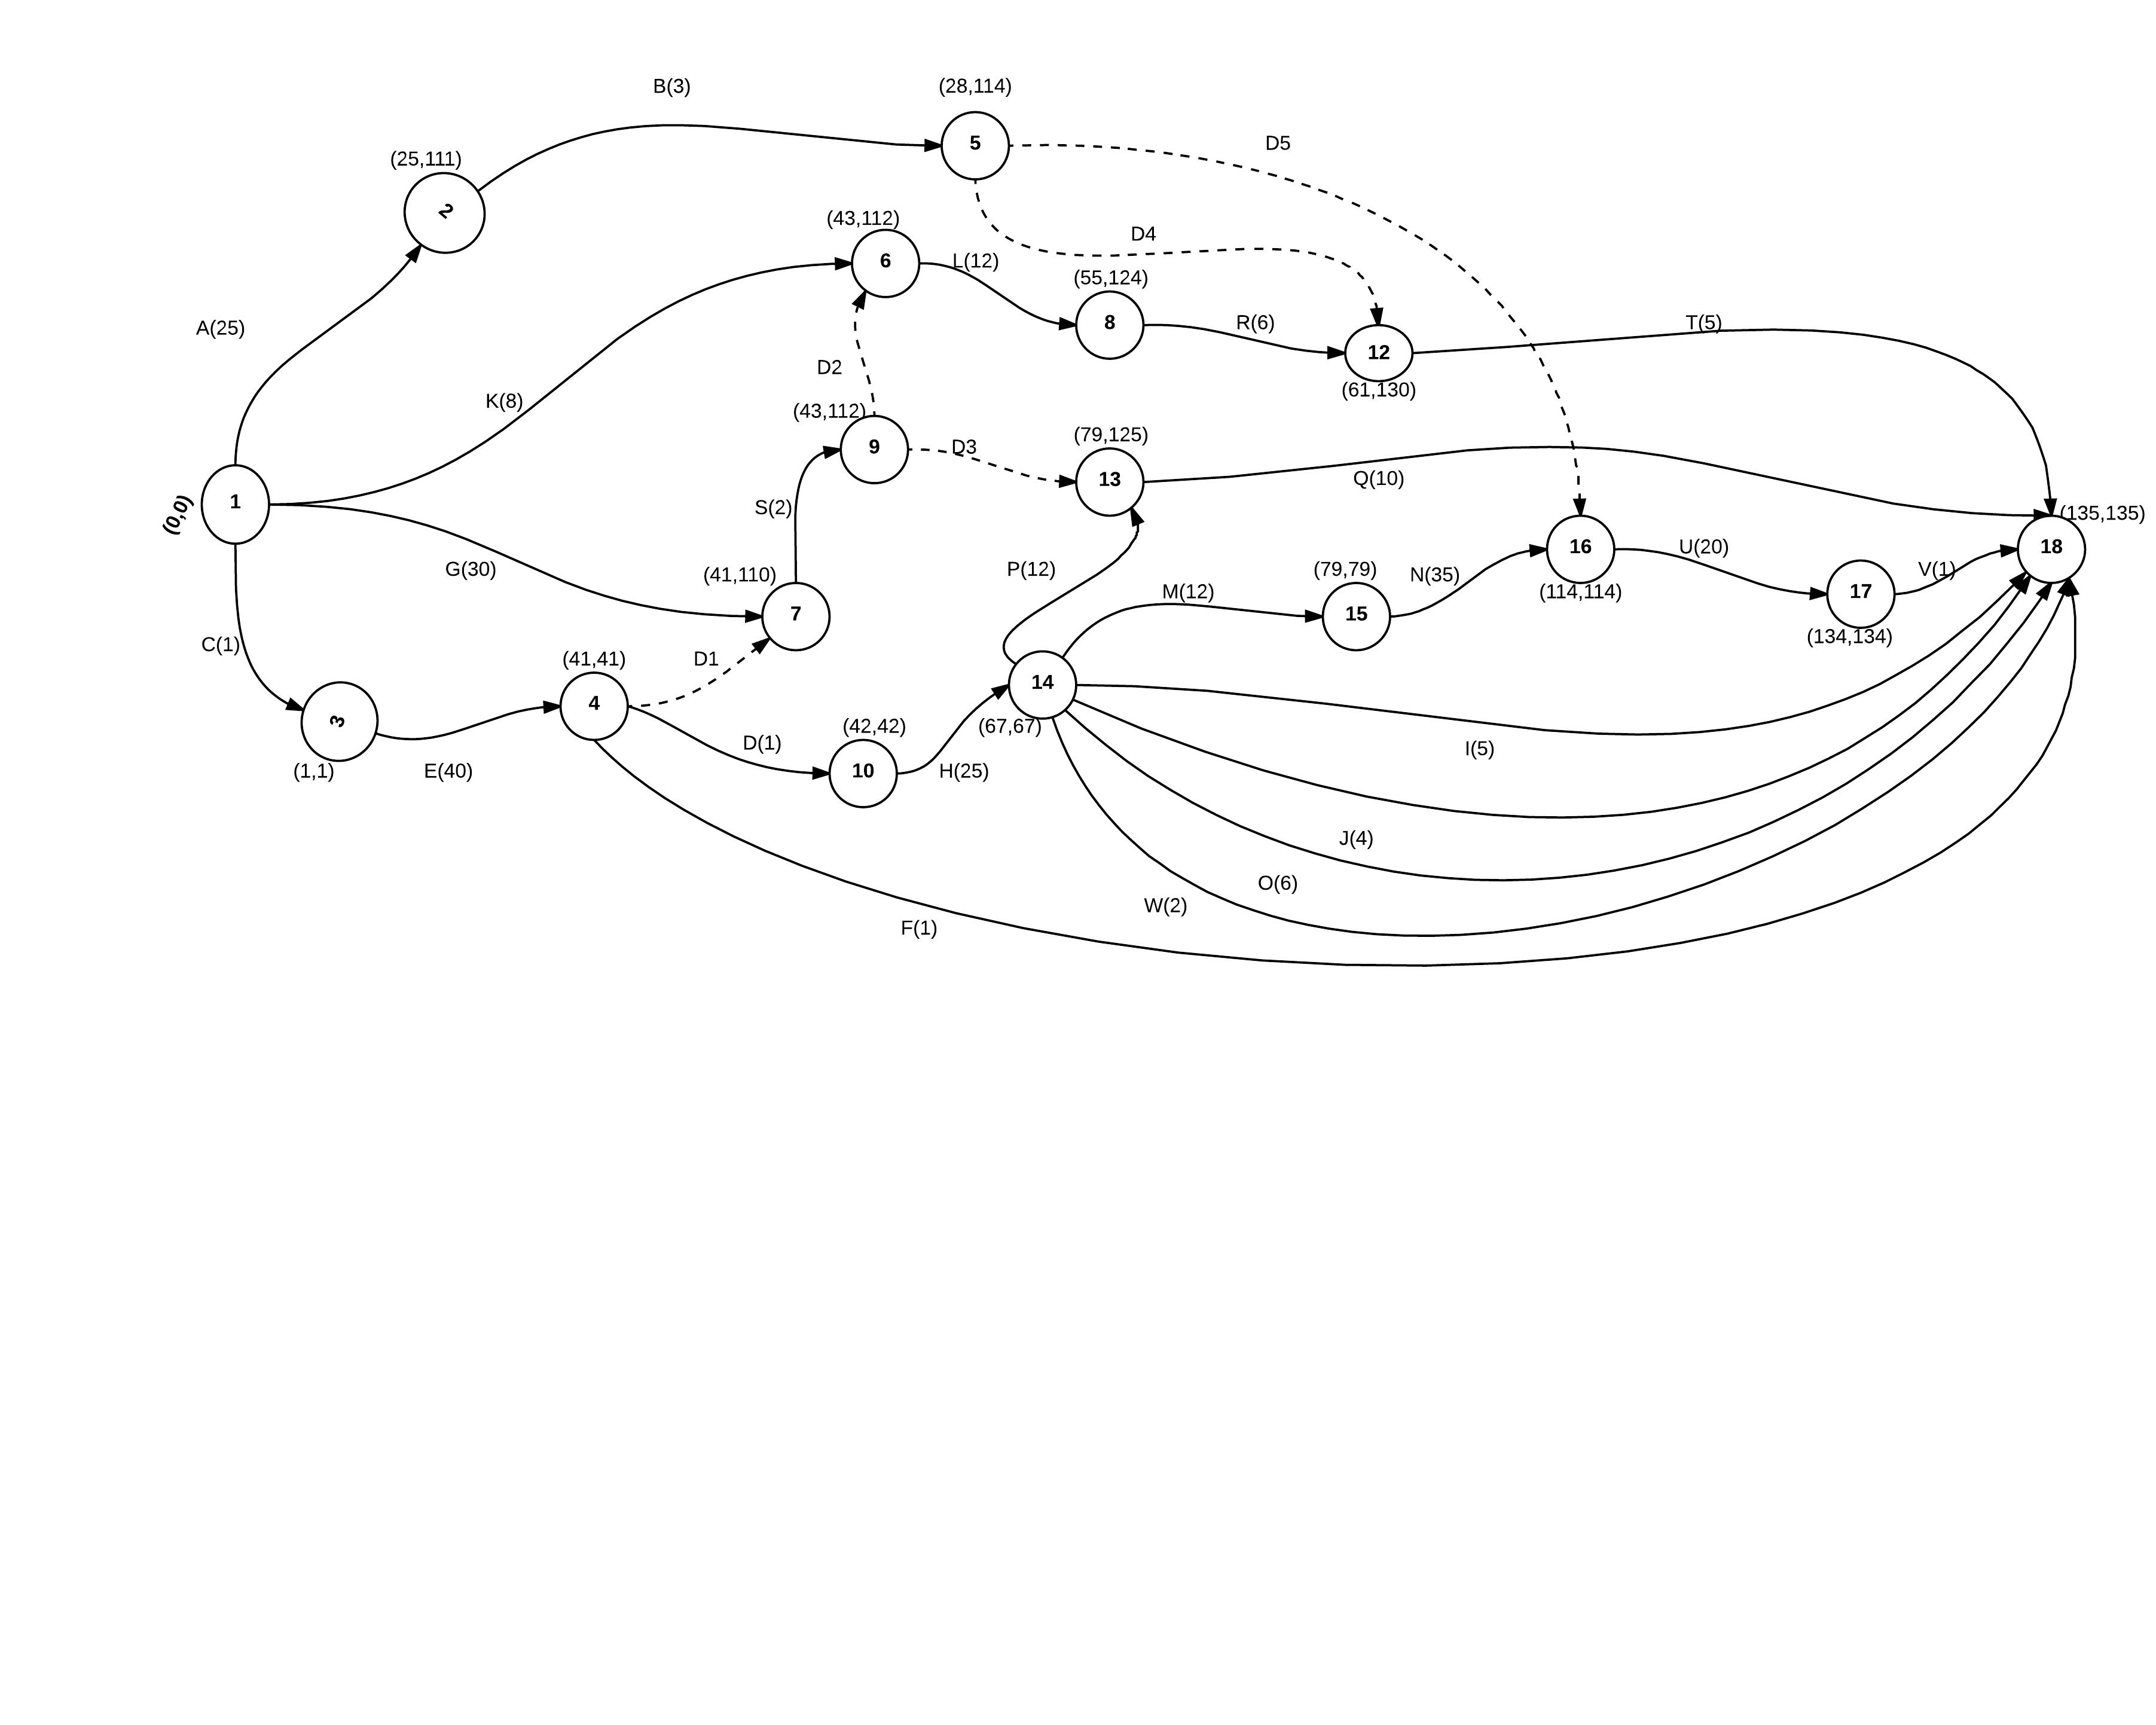 B(3)
(28,114)
5
D5
(25,111)
2
(43,112)
6
D4
L(12)
(55,124)
8
R(6)
12
(61,130)
T(5)
A(25)
D2
K(8)
(43,112)
9
D3
(79,125)
13
Q(10)
(0,0)
1
S(2)
(135,135)
18
G(30)
(41,110)
7
P(12)
M(12)
(79,79)
15
N(35)
16
(114,114)
U(20)
17
(134,134)
V(1)
C(1)
3
(1,1)
E(40)
(41,41)
4
D1
D(1)
(42,42)
10
H(25)
14
(67,67)
I(5)
J(4)
O(6)
W(2)
F(1)